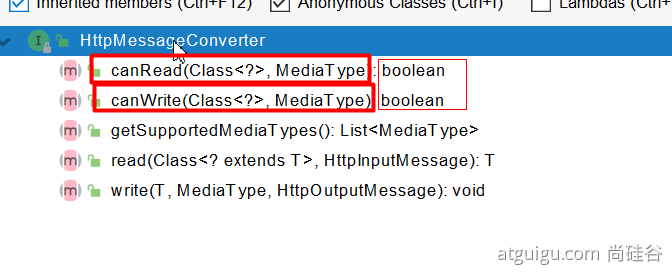 Inherited members (Ctrl+F12) Anonymous Classes (Ctrl+I) Lambdas (Ctrl+
I HttpMessageConverter
m canRead(Class<?>, MediaType): boolean
m canWrite(Class<?>, MediaType) boolean
m getSupportedMediaTypes(): List<MediaType>
m read(Class<? extends T>, HttpInputMessage): T
m write(T, MediaType, HttpOutputMessage): void
atguigu.com 尚硅谷